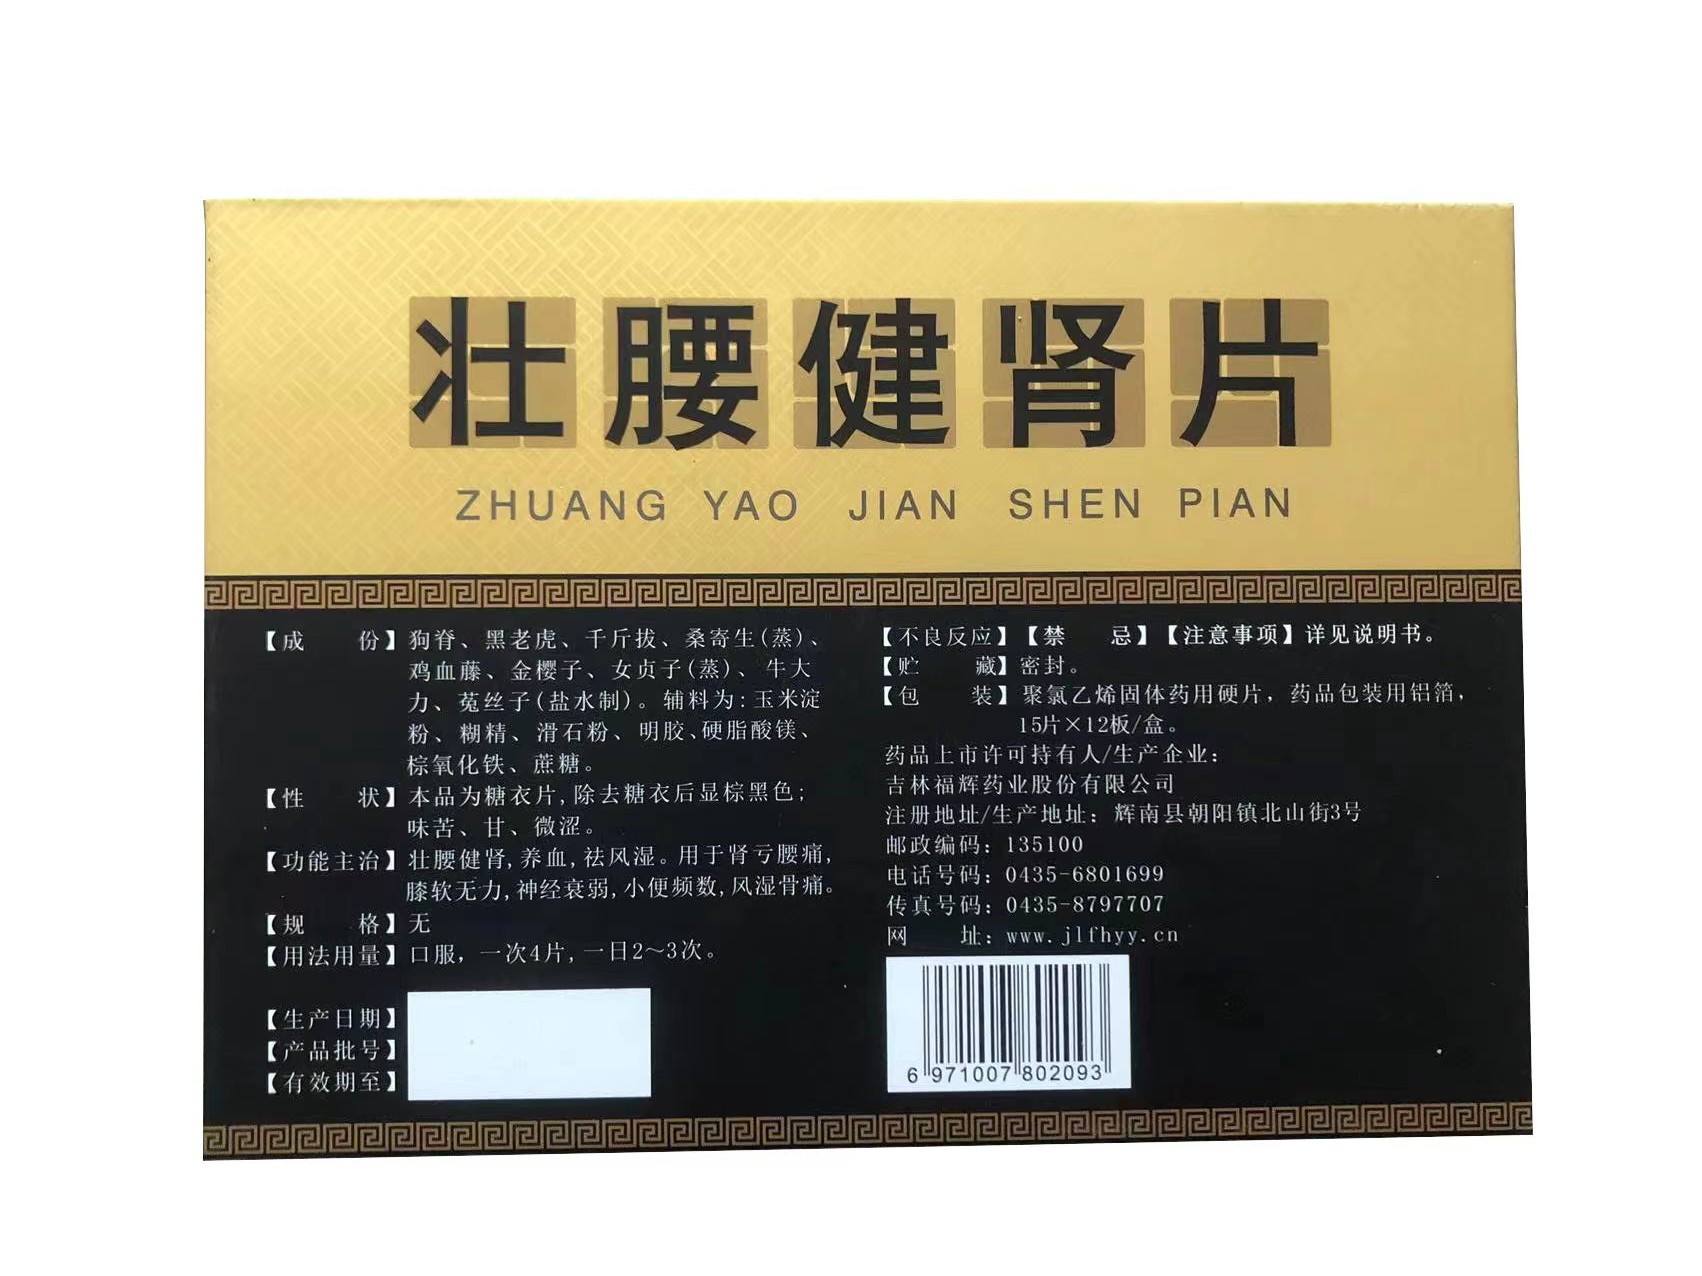 壮腰健肾片
ZHUANG YAO JIAN SHEN PIAN
【成 份】狗脊、黑老虎、千斤拔、桑寄生(蒸)、
鸡血藤、金樱子、女贞子(蒸)、牛大
力、菟丝子(盐水制)。辅料为:玉米淀
粉、糊精、滑石粉、明胶、硬脂酸镁、
棕氧化铁、蔗糖。
【性 状】本品为糖衣片,除去糖衣后显棕黑色;
味苦、甘、微涩。
【功能主治】壮腰健肾,养血,祛风湿。用于肾亏腰痛,
膝软无力,神经衰弱,小便频数,风湿骨痛。
【规 格】无
【用法用量】口服，一次4片,一日2～3次。
【生产日期】
【产品批号】
【有效期至】
【不良反应】【禁 忌】【注意事项】详见说明书。
【贮 藏】密封。
【包 装】聚氯乙烯固体药用硬片，药品包装用铝箔，
15片×12板/盒。
药品上市许可持有人/生产企业：
吉林福辉药业股份有限公司
注册地址/生产地址：辉南县朝阳镇北山街3号
邮政编码：135100
电话号码：0435-6801699
传真号码：0435-8797707
网 址：www.jlfhyy.cn
6 971007 802093